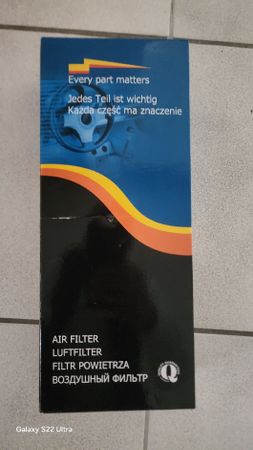 Every part matters
Jedes Teil ist wichtig
Każda część ma znaczenie
AIR FILTER
LUFTFILTER
FILTR POWIETRZA
ВОЗДУШНЫЙ ФИЛЬТР
Q
Galaxy S22 Ultra